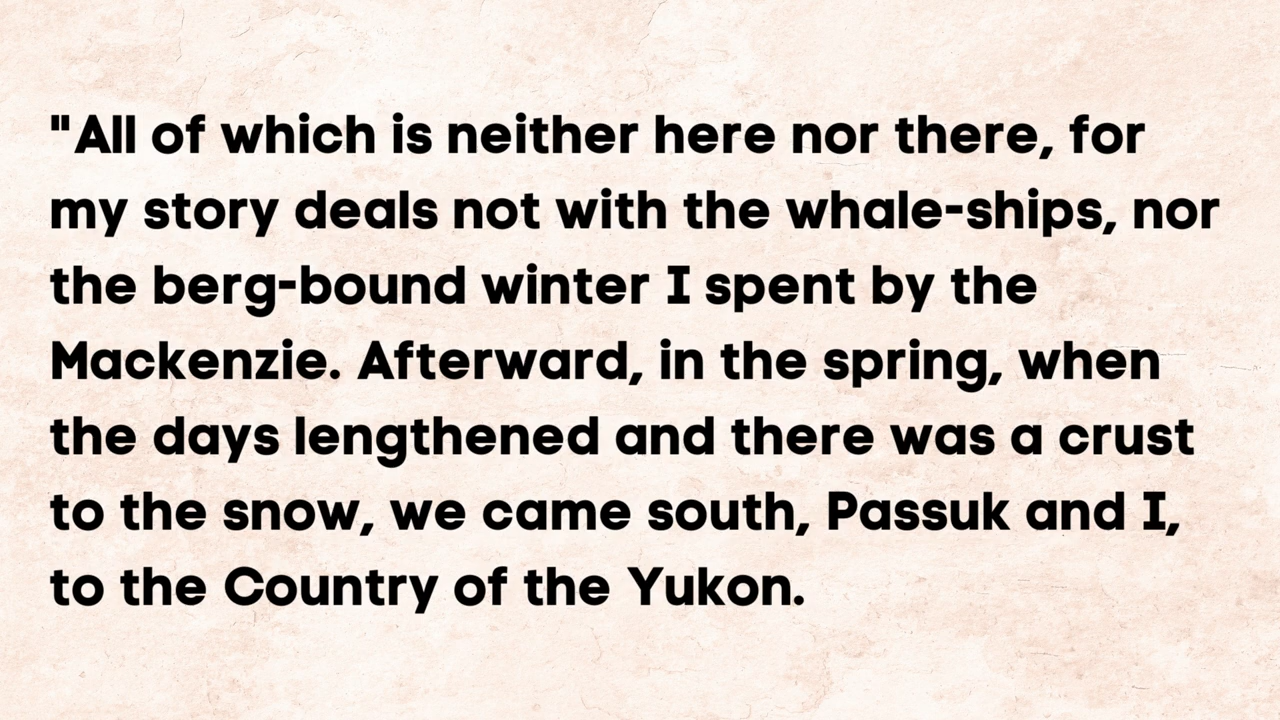 "All of which is neither here nor there, for
my story deals not with the whale-ships, nor
the berg-bound winter I spent by the
Mackenzie. Afterward, in the spring, when
the days lengthened and there was a crust
to the snow, we came south, Passuk and I,
to the Country of the Yukon.